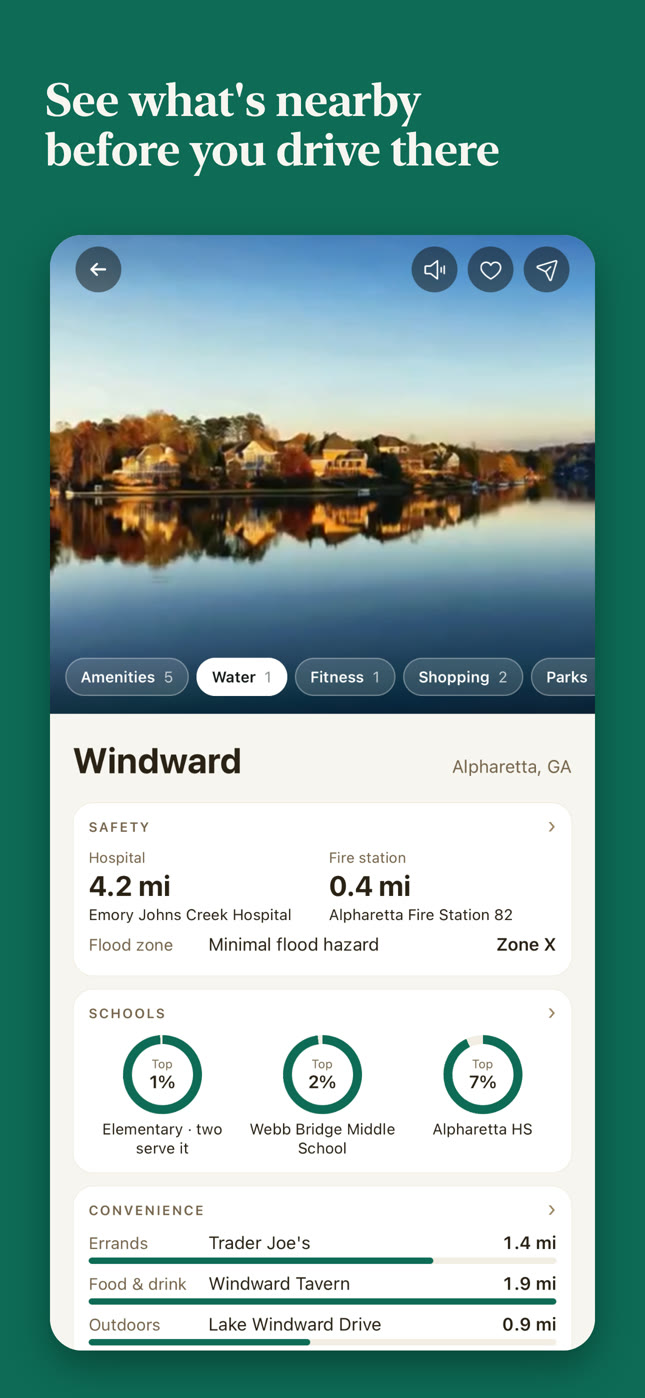 See what's nearby
before you drive there
Amenities 5
Water 1
Fitness 1
Shopping 2
Parks
Windward
Alpharetta, GA
SAFETY
Hospital
Fire station
4.2 mi
0.4 mi
Emory Johns Creek Hospital
Alpharetta Fire Station 82
Flood zone Minimal flood hazard Zone X
SCHOOLS
Top
1%
Elementary · two
serve it
Top
2%
Webb Bridge Middle
School
Top
7%
Alpharetta HS
CONVENIENCE
Errands Trader Joe's 1.4 mi
Food & drink Windward Tavern 1.9 mi
Outdoors Lake Windward Drive 0.9 mi